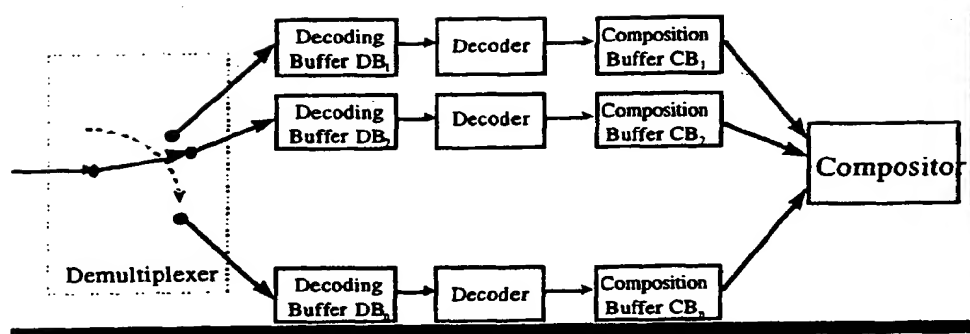 Decoding
Buffer DB₁
Decoder
Composition
Buffer CB₁
Decoding
Buffer DB₂
Decoder
Composition
Buffer CB₂
Compositor
Demultiplexer
Decoding
Buffer DBₙ
Decoder
Composition
Buffer CBₙ